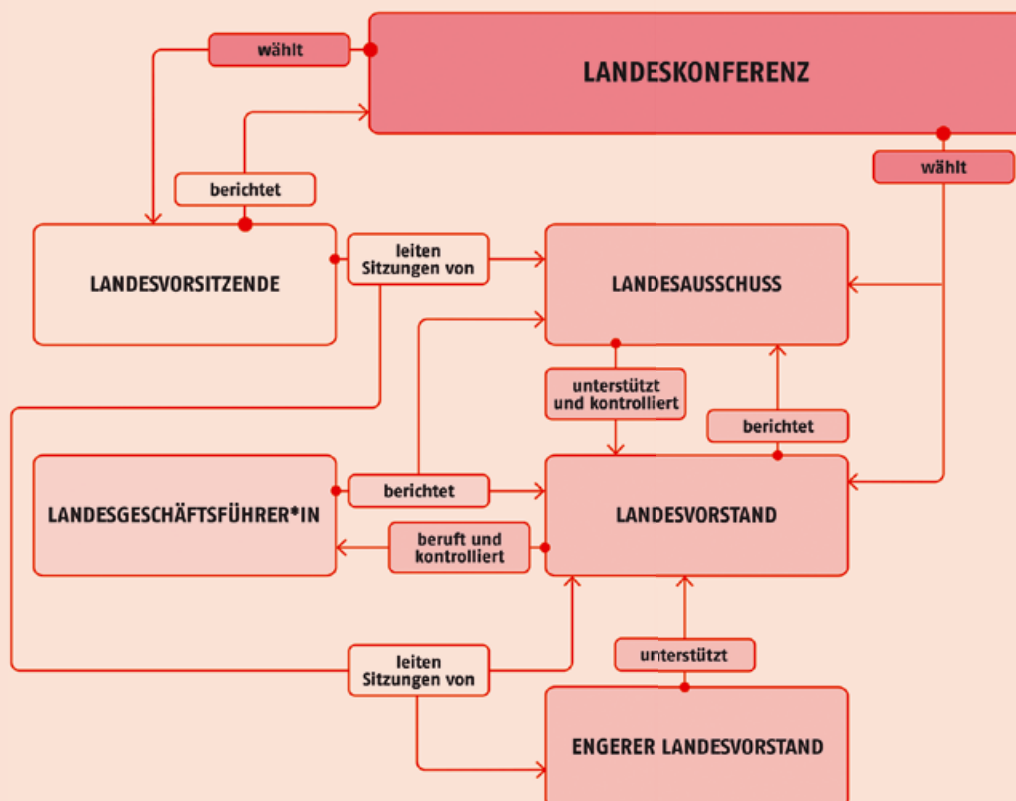 wählt
LANDESKONFERENZ
wählt
berichtet
LANDESVORSITZENDE
leiten
Sitzungen von
LANDESAUSSCHUSS
unterstützt
und kontrolliert
berichtet
LANDESGESCHÄFTSFÜHRER*IN
berichtet
LANDESVORSTAND
beruft und
kontrolliert
leiten
Sitzungen von
unterstützt
ENGERER LANDESVORSTAND